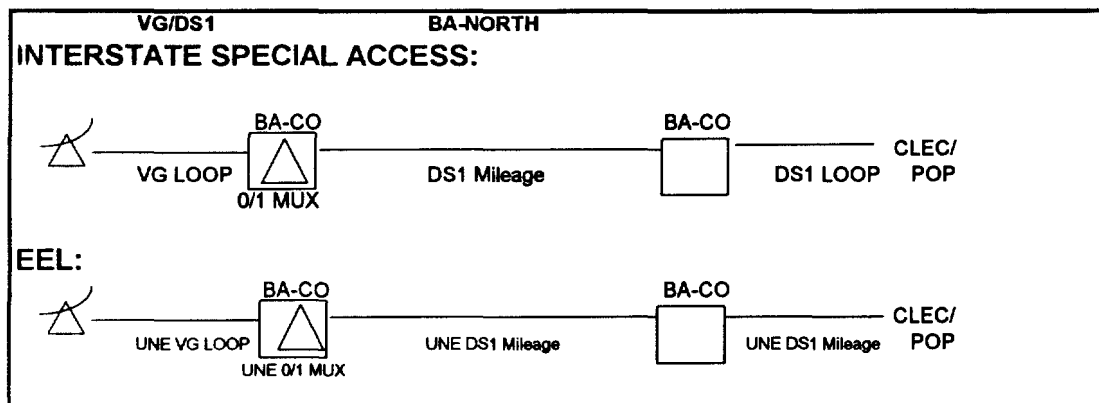 VG/DS1 BA-NORTH
INTERSTATE SPECIAL ACCESS:
BA-CO BA-CO
VG LOOP DS1 Mileage DS1 LOOP CLEC/
0/1 MUX POP
EEL:
BA-CO BA-CO
UNE VG LOOP UNE DS1 Mileage UNE DS1 Mileage CLEC/
UNE 0/1 MUX POP